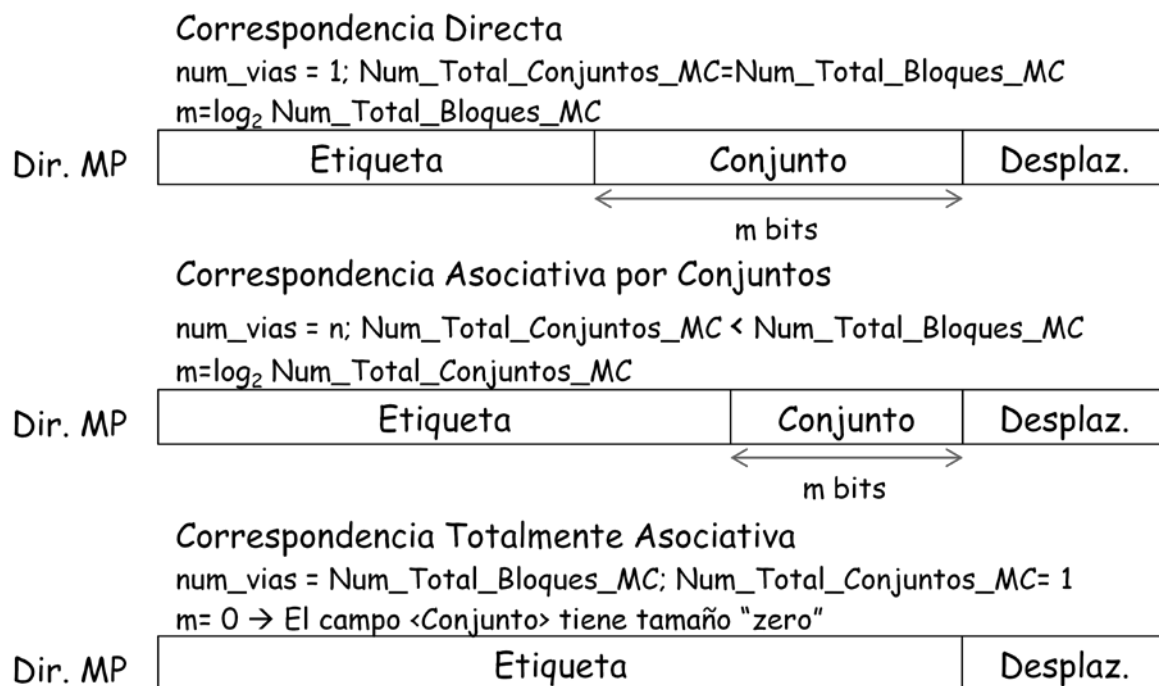 Correspondencia Directa
num_vias = 1; Num_Total_Conjuntos_MC=Num_Total_Bloques_MC
m=log₂ Num_Total_Bloques_MC
Dir. MP Etiqueta Conjunto Desplaz.
m bits
Correspondencia Asociativa por Conjuntos
num_vias = n; Num_Total_Conjuntos_MC < Num_Total_Bloques_MC
m=log₂ Num_Total_Conjuntos_MC
Dir. MP Etiqueta Conjunto Desplaz.
m bits
Correspondencia Totalmente Asociativa
num_vias = Num_Total_Bloques_MC; Num_Total_Conjuntos_MC= 1
m= 0 → El campo <Conjunto> tiene tamaño “zero”
Dir. MP Etiqueta Desplaz.